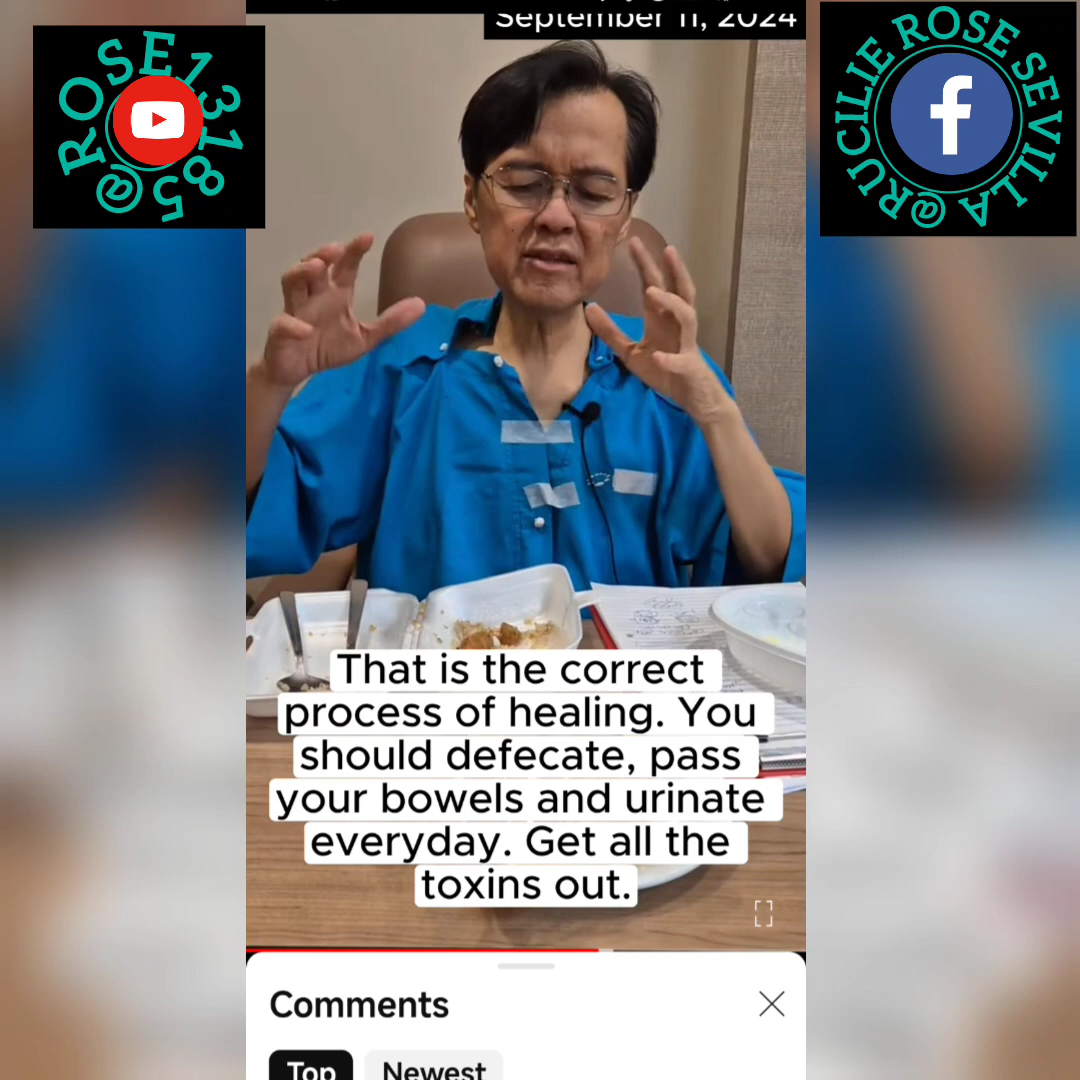 September 11, 2024
ROSE13185@
RUCILIE ROSE SEVILLA@
f
That is the correct
process of healing. You
should defecate, pass
your bowels and urinate
everyday. Get all the
toxins out.
Comments
Top
Newest